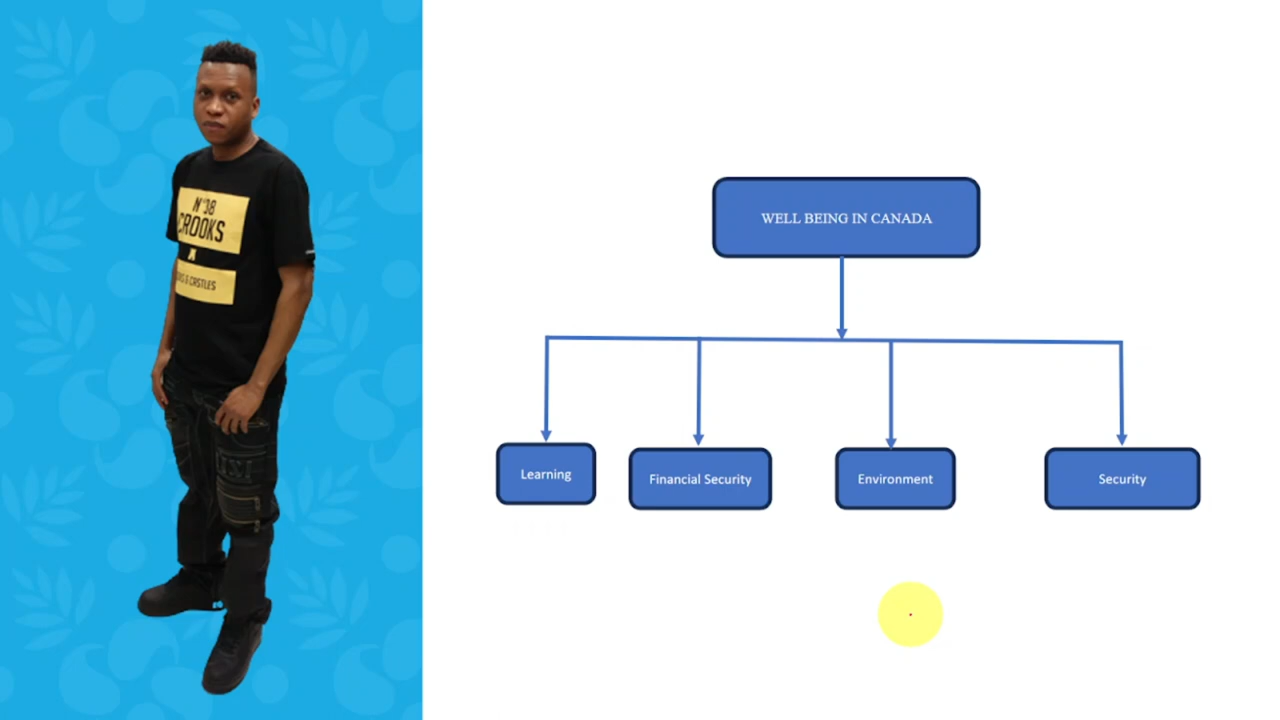 N°38
CROOKS
& CASTLES
WELL BEING IN CANADA
Learning
Financial Security
Environment
Security